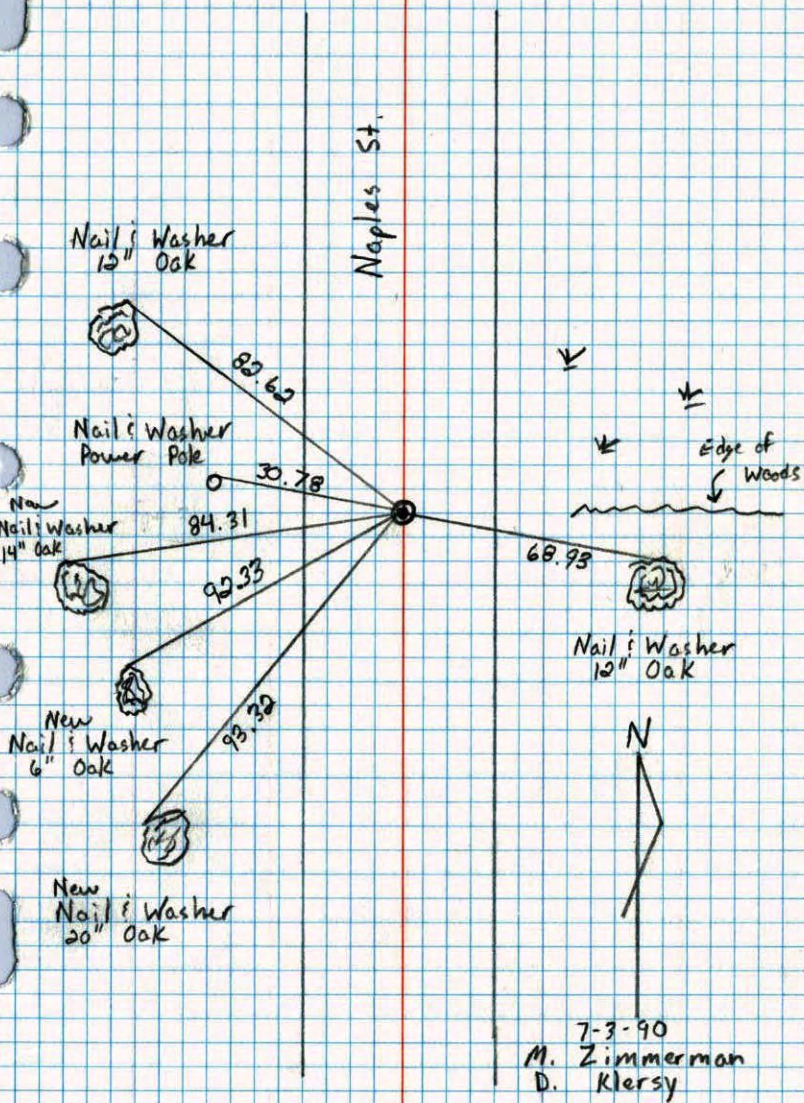 Naples St.
Nail & Washer
12" Oak
82.62
Nail & Washer
Power Pole
30.78
Edge of
Woods
New
Nail & Washer
14" Oak
84.31
68.93
92.33
Nail & Washer
12" Oak
New
Nail & Washer
6" Oak
93.32
N
New
Nail & Washer
20" Oak
7-3-90
M. Zimmerman
D. Klersy